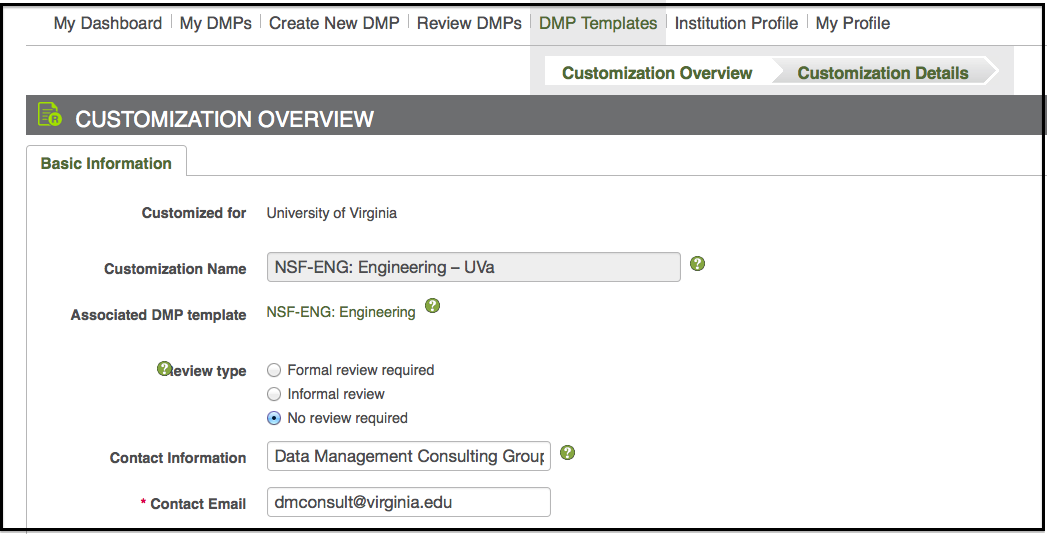 My Dashboard My DMPs Create New DMP Review DMPs DMP Templates Institution Profile My Profile
Customization Overview Customization Details
CUSTOMIZATION OVERVIEW
Basic Information
Customized for University of Virginia
Customization Name NSF-ENG: Engineering – UVa ?
Associated DMP template NSF-ENG: Engineering ?
? eview type Formal review required
Informal review
No review required
Contact Information Data Management Consulting Group ?
* Contact Email dmconsult@virginia.edu